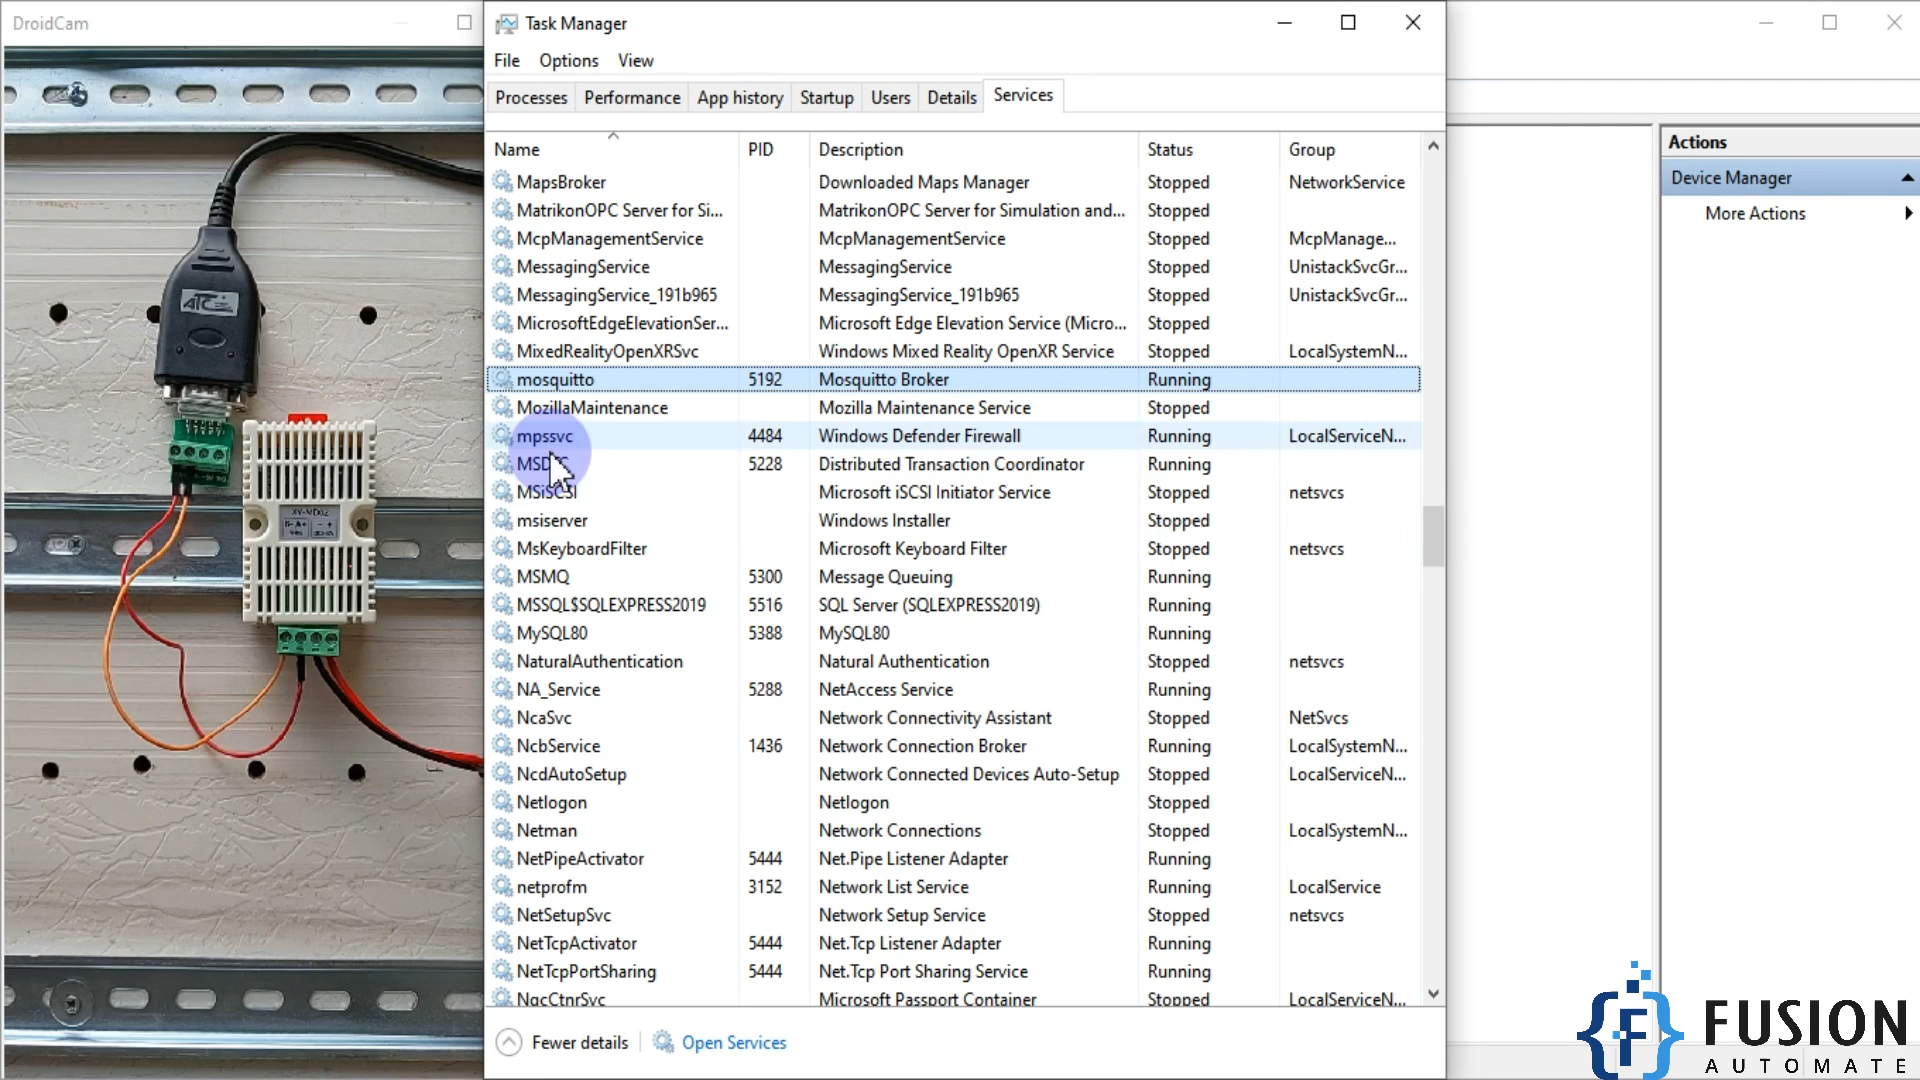 DroidCam
Task Manager
File Options View
Processes Performance App history Startup Users Details Services
Name PID Description Status Group
MapsBroker Downloaded Maps Manager Stopped NetworkService
MatrikonOPC Server for Si... MatrikonOPC Server for Simulation and... Stopped
McpManagementService McpManagementService Stopped McpManage...
MessagingService MessagingService Stopped UnistackSvcGr...
MessagingService_191b965 MessagingService_191b965 Stopped UnistackSvcGr...
MicrosoftEdgeElevationSer... Microsoft Edge Elevation Service (Micro... Stopped
MixedRealityOpenXRSvc Windows Mixed Reality OpenXR Service Stopped LocalSystemN...
mosquitto 5192 Mosquitto Broker Running
MozillaMaintenance Mozilla Maintenance Service Stopped
mpssvc 4484 Windows Defender Firewall Running LocalServiceN...
5228 Distributed Transaction Coordinator Running
MSiSCSI Microsoft iSCSI Initiator Service Stopped netsvcs
msiserver Windows Installer Stopped
MsKeyboardFilter Microsoft Keyboard Filter Stopped netsvcs
MSMQ 5300 Message Queuing Running
MSSQL$SQLEXPRESS2019 5516 SQL Server (SQLEXPRESS2019) Running
MySQL80 5388 MySQL80 Running
NaturalAuthentication Natural Authentication Stopped netsvcs
NA_Service 5288 NetAccess Service Running
NcaSvc Network Connectivity Assistant Stopped NetSvcs
NcbService 1436 Network Connection Broker Running LocalSystemN...
NcdAutoSetup Network Connected Devices Auto-Setup Stopped LocalServiceN...
Netlogon Netlogon Stopped
Netman Network Connections Stopped LocalSystemN...
NetPipeActivator 5444 Net.Pipe Listener Adapter Running
netprofm 3152 Network List Service Running LocalService
NetSetupSvc Network Setup Service Stopped netsvcs
NetTcpActivator 5444 Net.Tcp Listener Adapter Running
NetTcpPortSharing 5444 Net.Tcp Port Sharing Service Running
NgcCtnrSvc Microsoft Passport Container Stopped LocalServiceN...
Fewer details Open Services
Actions
Device Manager
More Actions
ATC
XY-MD02
FUSION
AUTOMATE